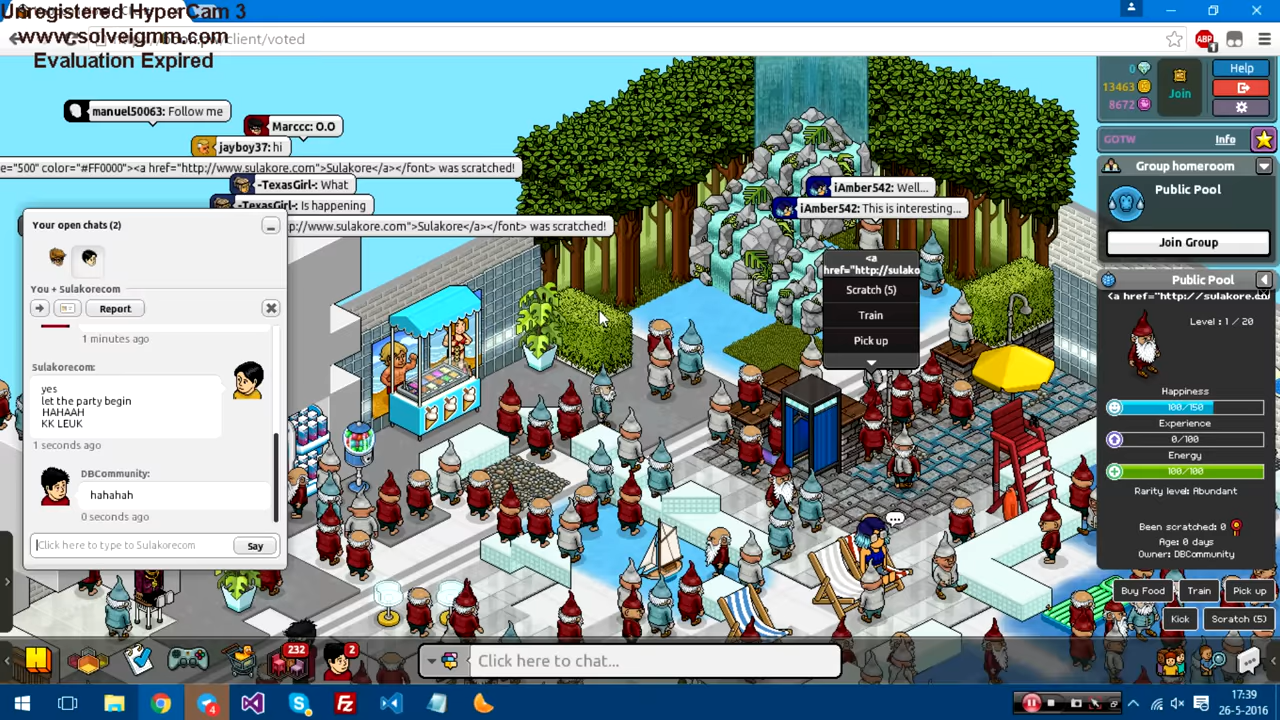 Unregistered HyperCam 3
www.solveigmm.com
Evaluation Expired
client/voted
ABP
1
manuel50063: Follow me
Marccc: O.O
jayboy37: hi
e="500" color="#FF0000"><a href="http://www.sulakore.com">Sulakore</a></font> was scratched!
-TexasGirl-: What
-TexasGirl-: Is happening
p://www.sulakore.com">Sulakore</a></font> was scratched!
iAmber542: Well...
iAmber542: This is interesting...
<a
href="http://sulako
Scratch (5)
Train
Pick up
Your open chats (2)
You + Sulakorecom
Report
1 minutes ago
Sulakorecom:
yes
let the party begin
HAHAAH
KK LEUK
1 seconds ago
DBCommunity:
hahahah
0 seconds ago
Click here to type to Sulakorecom
Say
0
13463
8672
Join
Help
GOTW
Info
Group homeroom
Public Pool
Join Group
Public Pool
<a href="http://sulakore.co
Level: 1 / 20
Happiness
100/150
Experience
0/100
Energy
100/100
Rarity level: Abundant
Been scratched: 0
Age: 0 days
Owner: DBCommunity
Buy Food
Train
Pick up
Kick
Scratch (5)
232
2
Click here to chat...
4
17:39
26-5-2016